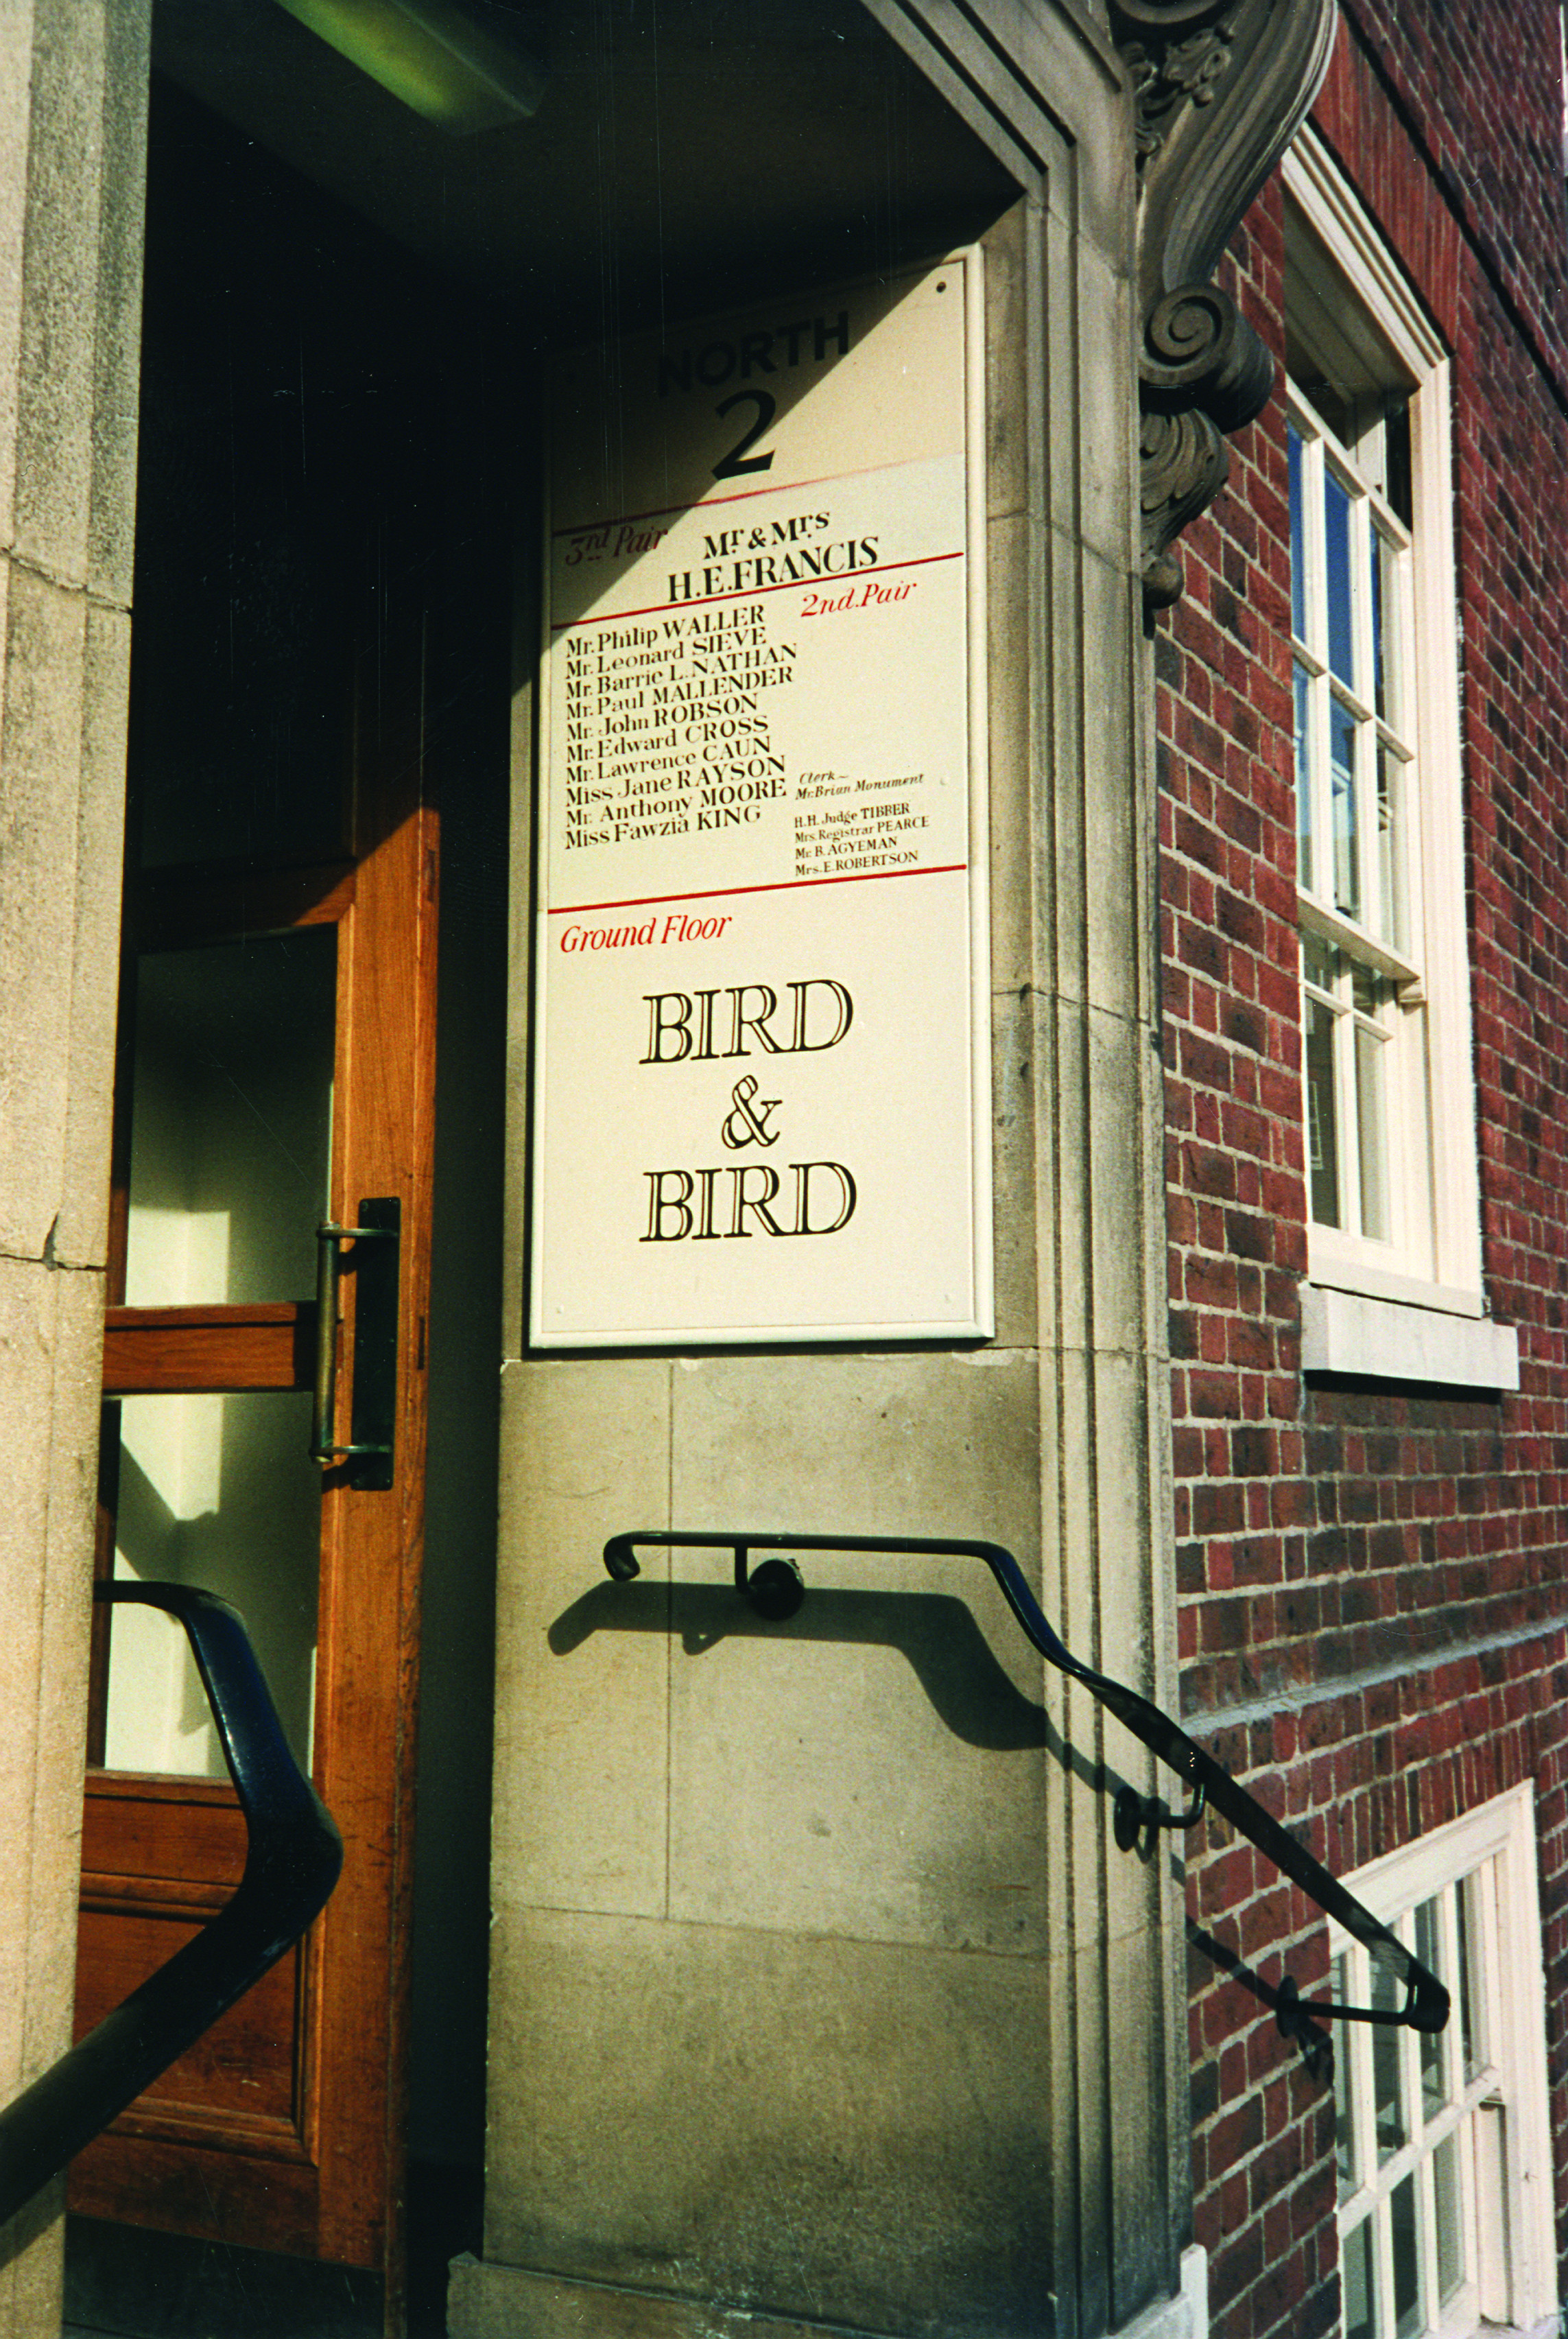 NORTH
2
3rd Pair
Mr. & Mrs.
H.E.FRANCIS
2nd.Pair
Mr. Philip WALLER
Mr. Leonard SIEVE
Mr. Barrie L. NATHAN
Mr. Paul MALLENDER
Mr. John ROBSON
Mr. Edward CROSS
Mr. Lawrence CAUN
Miss Jane RAYSON
Mr. Anthony MOORE
Miss Fawzia KING
Clerk~
Mr. Brian Monument
H.H. Judge TIBBER
Mrs. Registrar PEARCE
Mr. B. AGYEMAN
Mrs. E. ROBERTSON
Ground Floor
BIRD
&
BIRD